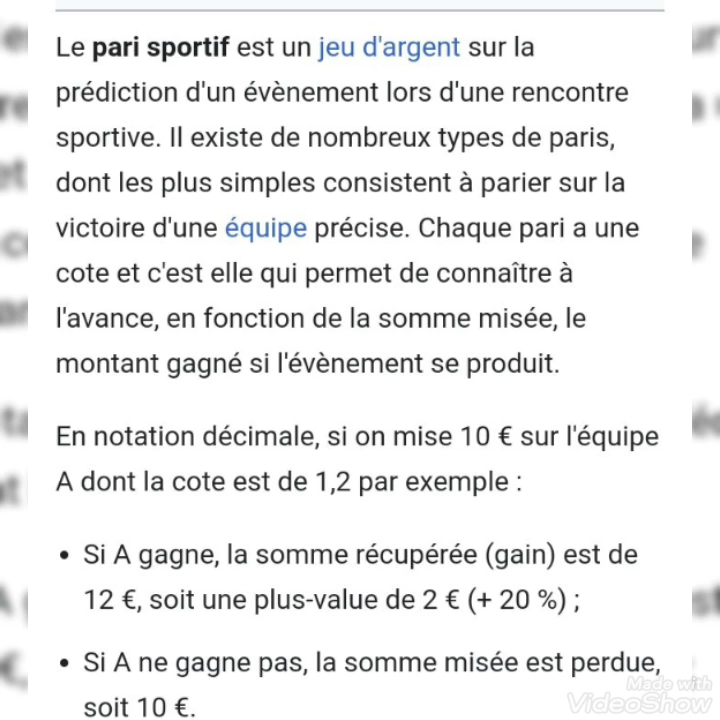 Le pari sportif est un jeu d'argent sur la
prédiction d'un évènement lors d'une rencontre
sportive. Il existe de nombreux types de paris,
dont les plus simples consistent à parier sur la
victoire d'une équipe précise. Chaque pari a une
cote et c'est elle qui permet de connaître à
l'avance, en fonction de la somme misée, le
montant gagné si l'évènement se produit.
En notation décimale, si on mise 10 € sur l'équipe
A dont la cote est de 1,2 par exemple :
• Si A gagne, la somme récupérée (gain) est de
12 €, soit une plus-value de 2 € (+ 20 %) ;
• Si A ne gagne pas, la somme misée est perdue,
soit 10 €.
Made with
VideoShow